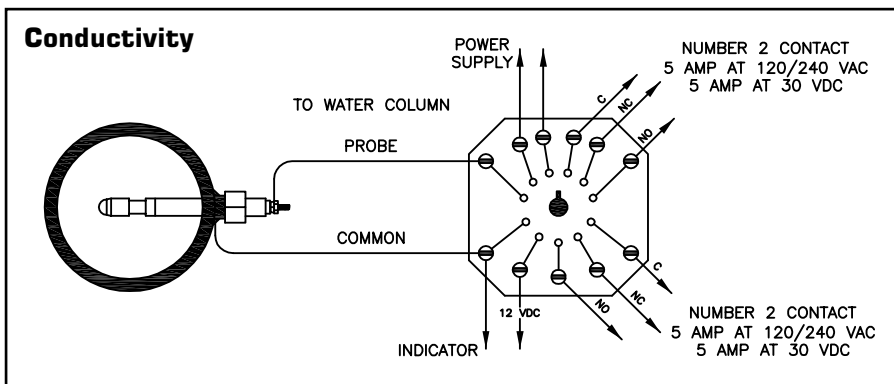 Conductivity
POWER
SUPPLY
NUMBER 2 CONTACT
5 AMP AT 120/240 VAC
5 AMP AT 30 VDC
C
NC
NO
TO WATER COLUMN
PROBE
COMMON
C
NC
NO
12 VDC
INDICATOR
NUMBER 2 CONTACT
5 AMP AT 120/240 VAC
5 AMP AT 30 VDC